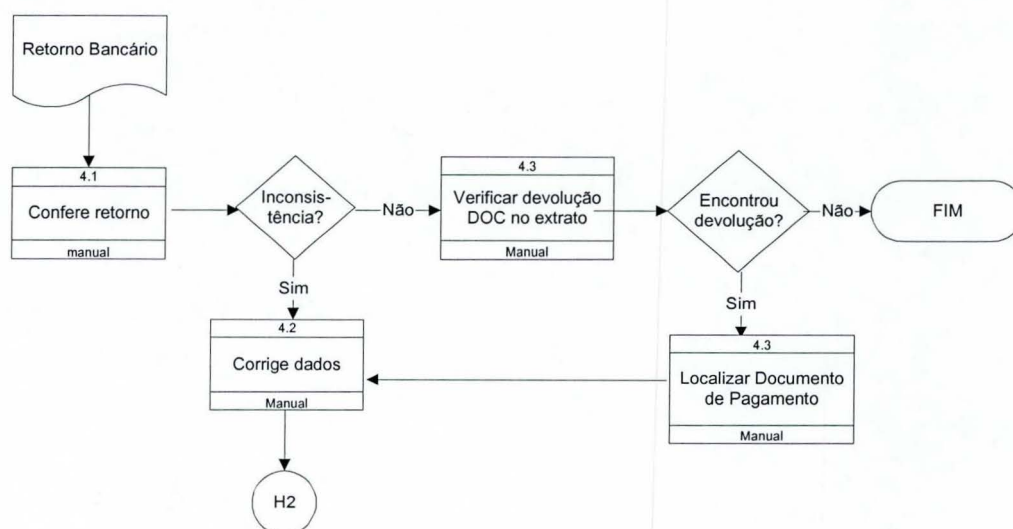 Retorno Bancário
4.1
Confere retorno
manual
Inconsis-
tência?
Não
4.3
Verificar devolução
DOC no extrato
Manual
Encontrou
devolução?
Não
FIM
Sim
4.2
Corrige dados
Manual
Sim
4.3
Localizar Documento
de Pagamento
Manual
H2